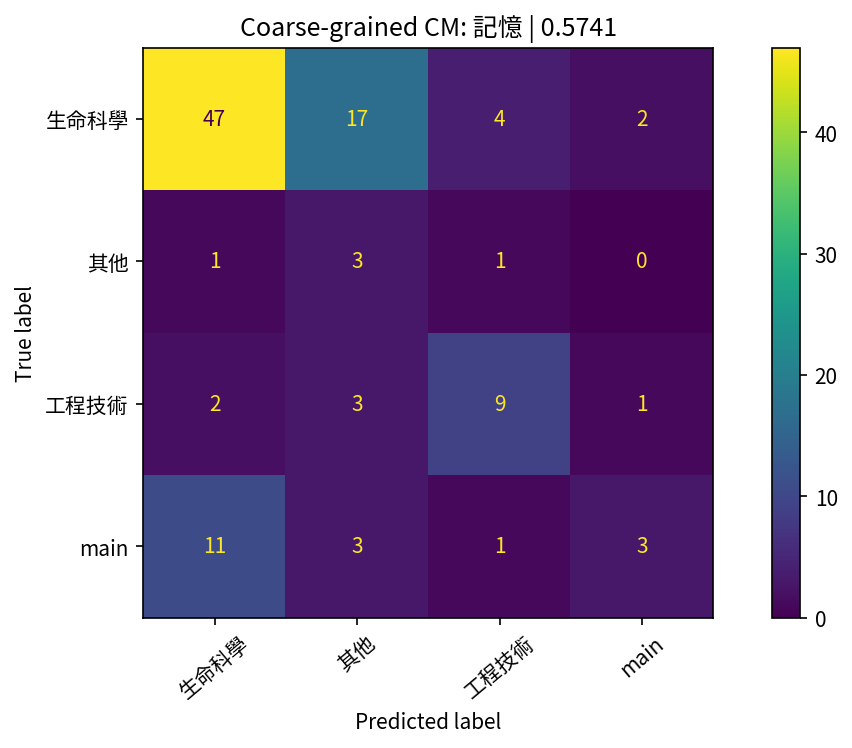 Coarse-grained CM: 記憶 | 0.5741
True label
生命科學 47 17 4 2
其他 1 3 1 0
工程技術 2 3 9 1
main 11 3 1 3
生命科學 其他 工程技術 main
Predicted label
40
30
20
10
0